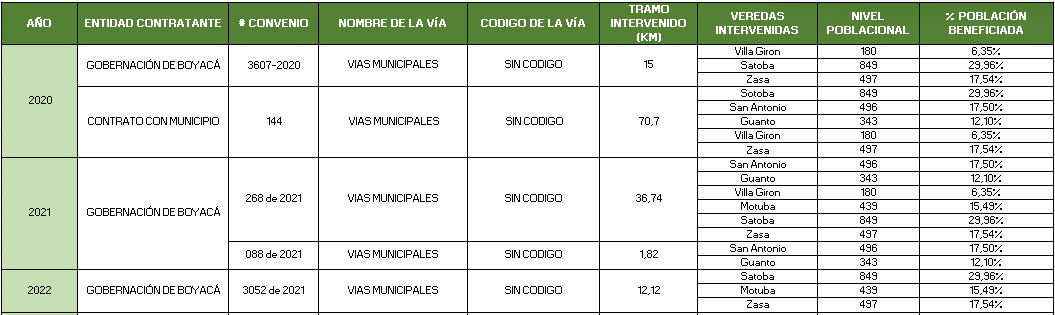 AÑO ENTIDAD CONTRATANTE # CONVENIO NOMBRE DE LA VÍA CODIGO DE LA VÍA TRAMO INTERVENIDO (KM) VEREDAS INTERVENIDAS NIVEL POBLACIONAL % POBLACIÓN BENEFICIADA
2020 GOBERNACIÓN DE BOYACÁ 3607-2020 VIAS MUNICIPALES SIN CODIGO 15 Villa Giron 180 6,35%
Satoba 849 29,96%
Zasa 497 17,54%
CONTRATO CON MUNICIPIO 144 VIAS MUNICIPALES SIN CODIGO 70,7 Sotoba 849 29,96%
San Antonio 496 17,50%
Guanto 343 12,10%
Villa Giron 180 6,35%
Zasa 497 17,54%
2021 GOBERNACIÓN DE BOYACÁ 268 de 2021 VIAS MUNICIPALES SIN CODIGO 36,74 San Antonio 496 17,50%
Guanto 343 12,10%
Villa Giron 180 6,35%
Motuba 439 15,49%
Satoba 849 29,96%
Zasa 497 17,54%
088 de 2021 VIAS MUNICIPALES SIN CODIGO 1,82 San Antonio 496 17,50%
Guanto 343 12,10%
2022 GOBERNACIÓN DE BOYACÁ 3052 de 2021 VIAS MUNICIPALES SIN CODIGO 12,12 Satoba 849 29,96%
Motuba 439 15,49%
Zasa 497 17,54%